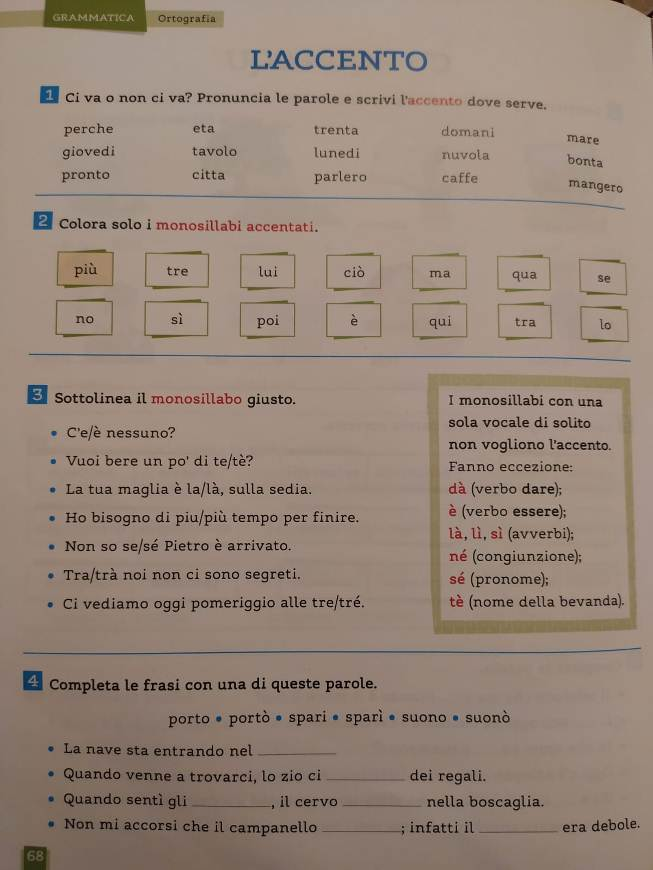 GRAMMATICA Ortografia
L'ACCENTO
1 Ci va o non ci va? Pronuncia le parole e scrivi l'accento dove serve.
perche eta trenta domani mare
giovedi tavolo lunedi nuvola bonta
pronto citta parlero caffe mangero
2 Colora solo i monosillabi accentati.
più tre lui ciò ma qua se
no sì poi è qui tra lo
3 Sottolinea il monosillabo giusto.
• C'e/è nessuno?
• Vuoi bere un po' di te/tè?
• La tua maglia è la/là, sulla sedia.
• Ho bisogno di piu/più tempo per finire.
• Non so se/sé Pietro è arrivato.
• Tra/trà noi non ci sono segreti.
• Ci vediamo oggi pomeriggio alle tre/tré.
I monosillabi con una
sola vocale di solito
non vogliono l'accento.
Fanno eccezione:
dà (verbo dare);
è (verbo essere);
là, lì, sì (avverbi);
né (congiunzione);
sé (pronome);
tè (nome della bevanda).
4 Completa le frasi con una di queste parole.
porto • portò • spari • sparì • suono • suonò
• La nave sta entrando nel ________
• Quando venne a trovarci, lo zio ci ________ dei regali.
• Quando sentì gli ________, il cervo ________ nella boscaglia.
• Non mi accorsi che il campanello ________; infatti il ________ era debole.
68